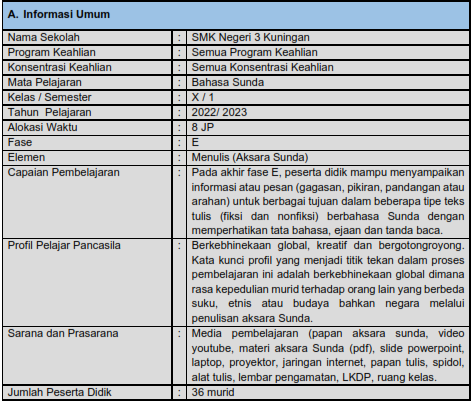 A. Informasi Umum
Nama Sekolah : SMK Negeri 3 Kuningan
Program Keahlian : Semua Program Keahlian
Konsentrasi Keahlian : Semua Konsentrasi Keahlian
Mata Pelajaran : Bahasa Sunda
Kelas / Semester : X / 1
Tahun Pelajaran : 2022/ 2023
Alokasi Waktu : 8 JP
Fase : E
Elemen : Menulis (Aksara Sunda)
Capaian Pembelajaran : Pada akhir fase E, peserta didik mampu menyampaikan
informasi atau pesan (gagasan, pikiran, pandangan atau
arahan) untuk berbagai tujuan dalam beberapa tipe teks
tulis (fiksi dan nonfiksi) berbahasa Sunda dengan
memperhatikan tata bahasa, ejaan dan tanda baca.
Profil Pelajar Pancasila : Berkebhinekaan global, kreatif dan bergotongroyong.
Kata kunci profil yang menjadi titik tekan dalam proses
pembelajaran ini adalah berkebhinekaan global dimana
rasa kepedulian murid terhadap orang lain yang berbeda
suku, etnis atau budaya bahkan negara melalui
penulisan aksara Sunda.
Sarana dan Prasarana : Media pembelajaran (papan aksara sunda, video
youtube, materi aksara Sunda (pdf), slide powerpoint,
laptop, proyektor, jaringan internet, papan tulis, spidol,
alat tulis, lembar pengamatan, LKDP, ruang kelas.
Jumlah Peserta Didik : 36 murid